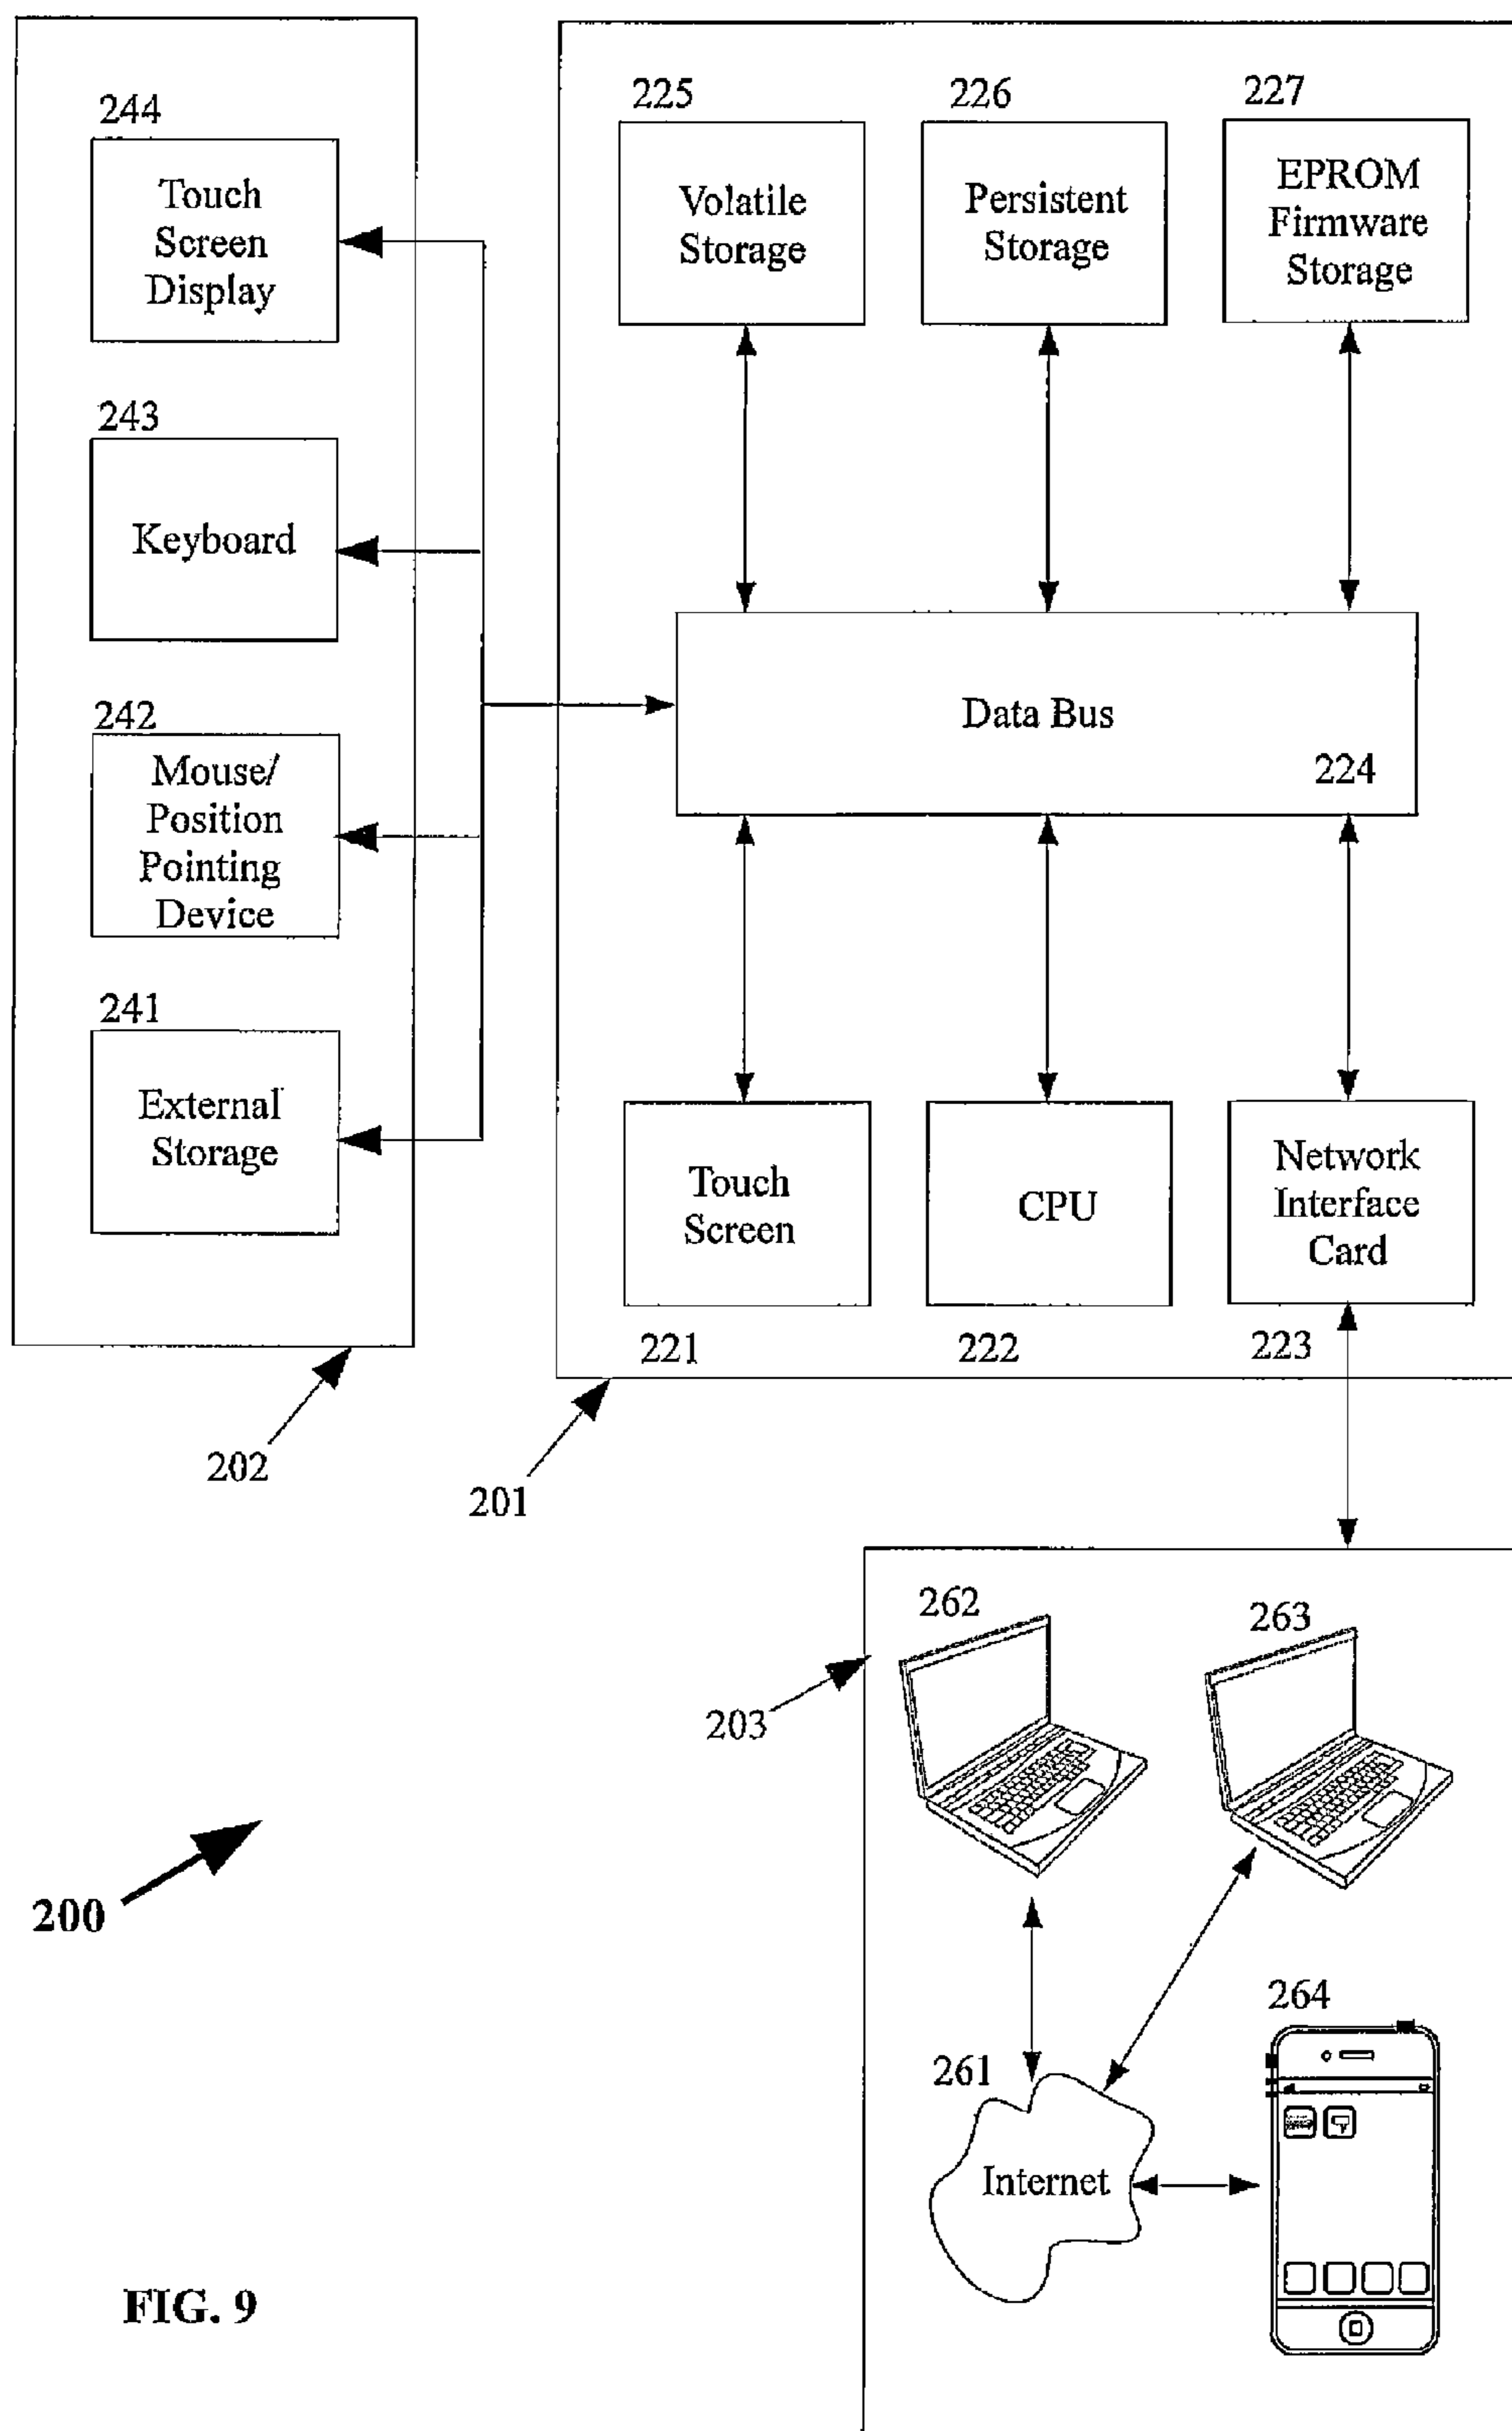 244
Touch
Screen
Display
243
Keyboard
242
Mouse/
Position
Pointing
Device
241
External
Storage
202
225
Volatile
Storage
226
Persistent
Storage
227
EPROM
Firmware
Storage
Data Bus
224
Touch
Screen
221
CPU
222
Network
Interface
Card
223
201
203
262
263
264
261
Internet
200
FIG. 9